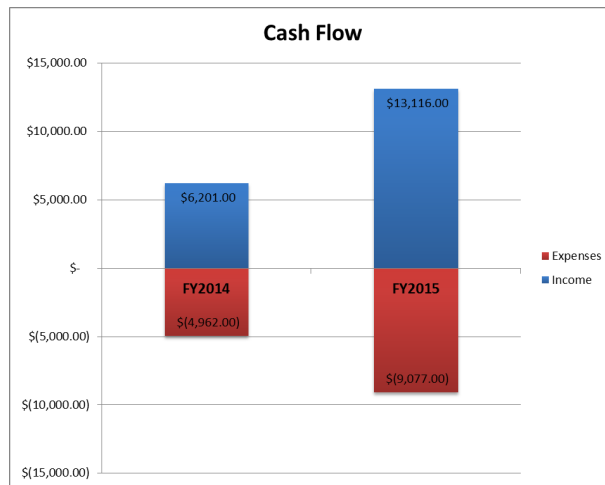 Cash Flow
$15,000.00
$13,116.00
$10,000.00
$6,201.00
$5,000.00
Expenses
$-
Income
FY2014
FY2015
$(4,962.00)
$(5,000.00)
$(9,077.00)
$(10,000.00)
$(15,000.00)